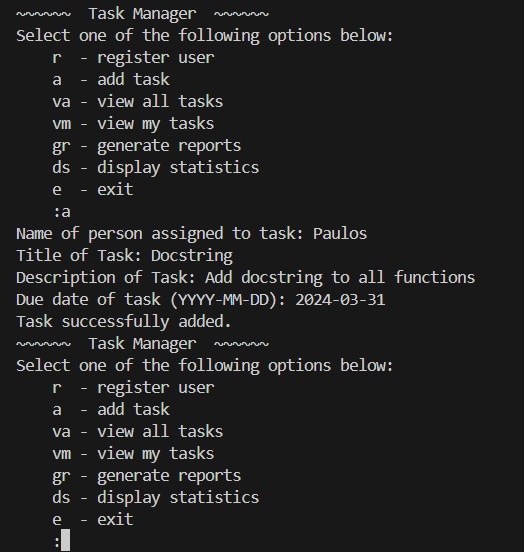 ~~~~~~  Task Manager  ~~~~~~
Select one of the following options below:
    r  - register user
    a  - add task
    va - view all tasks
    vm - view my tasks
    gr - generate reports
    ds - display statistics
    e  - exit
    :a
Name of person assigned to task: Paulos
Title of Task: Docstring
Description of Task: Add docstring to all functions
Due date of task (YYYY-MM-DD): 2024-03-31
Task successfully added.
~~~~~~  Task Manager  ~~~~~~
Select one of the following options below:
    r  - register user
    a  - add task
    va - view all tasks
    vm - view my tasks
    gr - generate reports
    ds - display statistics
    e  - exit
    :